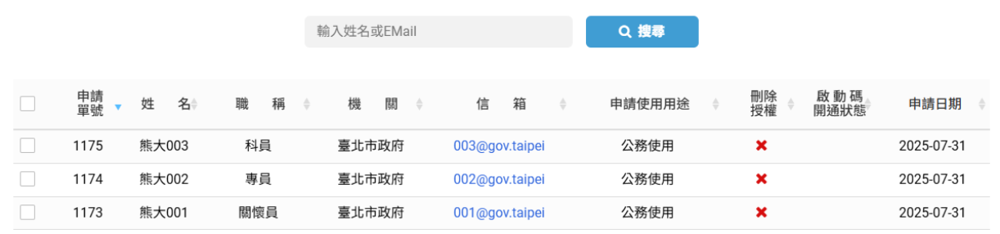 輸入姓名或EMail
搜尋
申請單號 姓名 職稱 機關 信箱 申請使用用途 刪除授權 啟動碼開通狀態 申請日期
1175 熊大003 科員 臺北市政府 003@gov.taipei 公務使用 2025-07-31
1174 熊大002 專員 臺北市政府 002@gov.taipei 公務使用 2025-07-31
1173 熊大001 關懷員 臺北市政府 001@gov.taipei 公務使用 2025-07-31